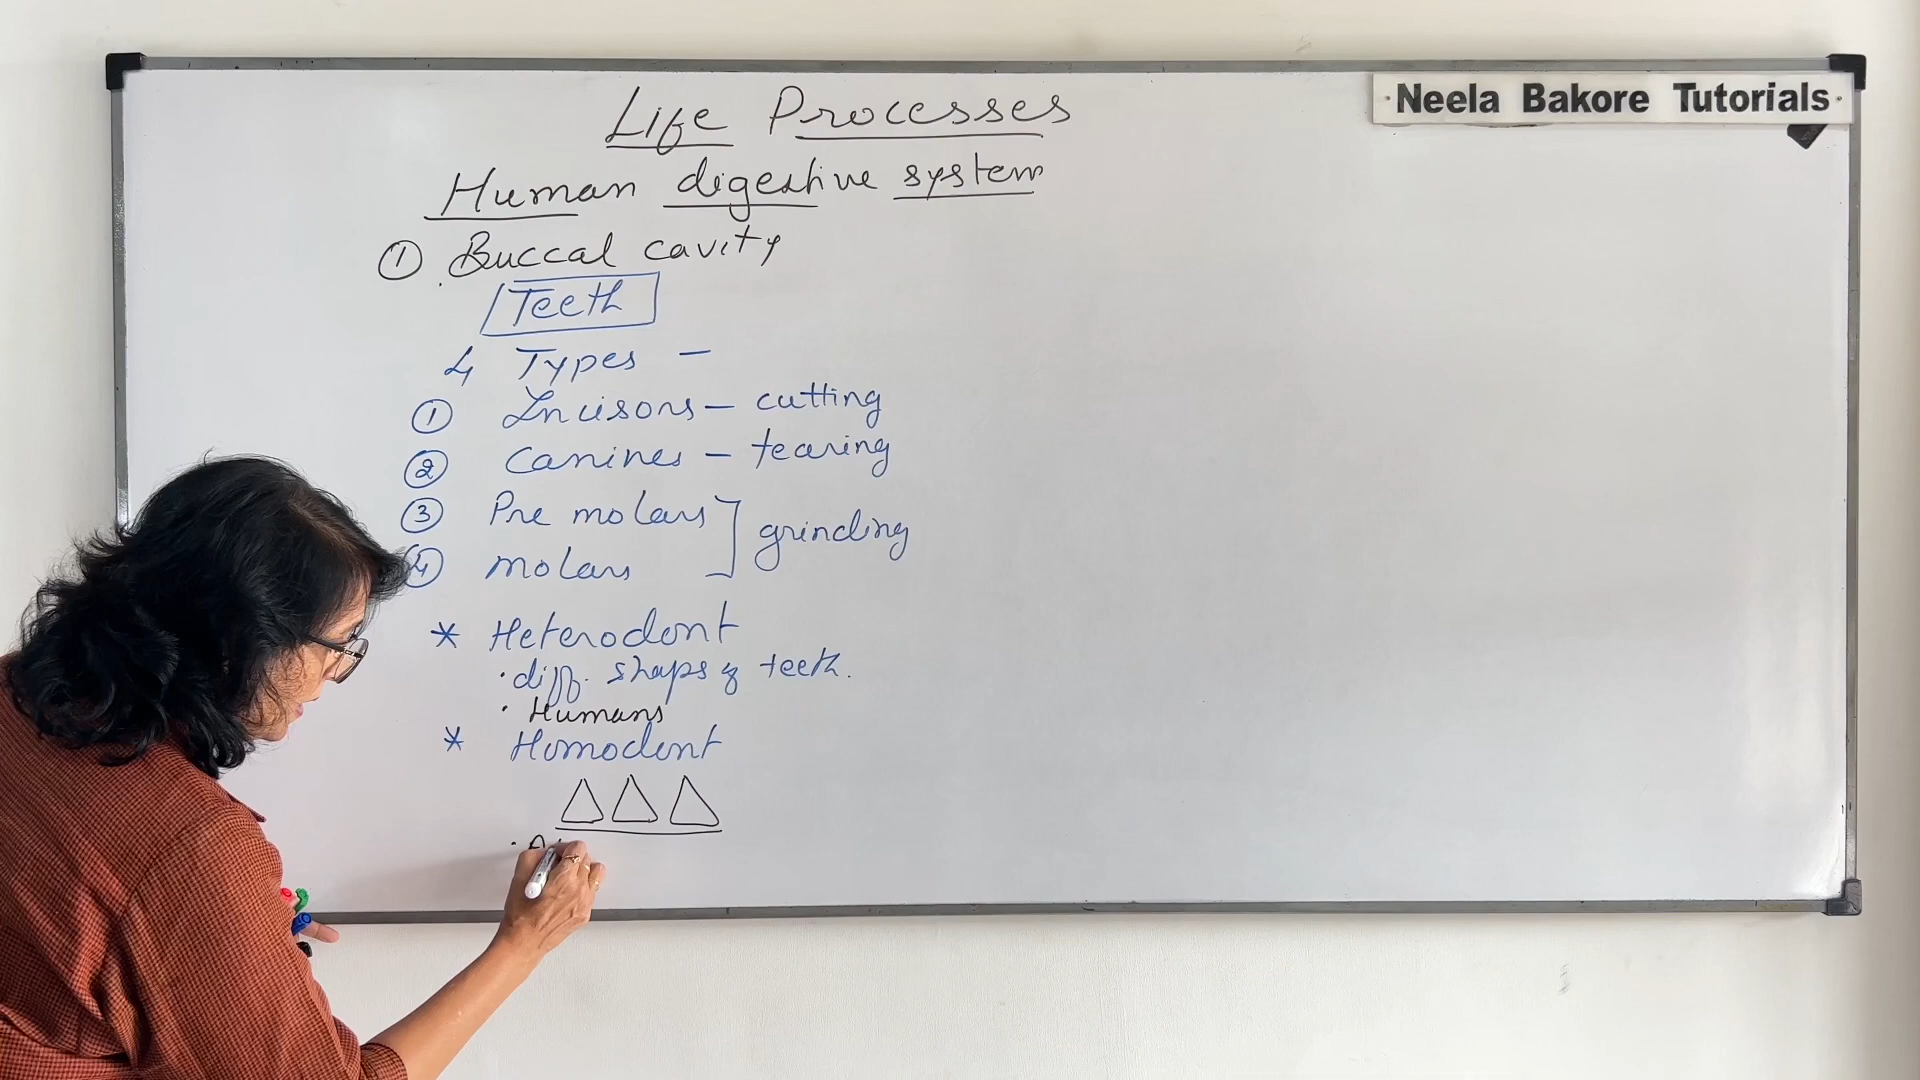 Neela Bakore Tutorials
Life Processes
Human digestive system
① Buccal cavity
Teeth
4 Types –
① Incisors – cutting
② Canines – tearing
③ Pre molars ] grinding
④ molars
* Heterodont
· diff. shaps of teeth.
· Humans
* Homodont